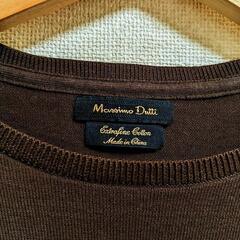 Massimo Dutti
Extrafine Cotton
Made in China